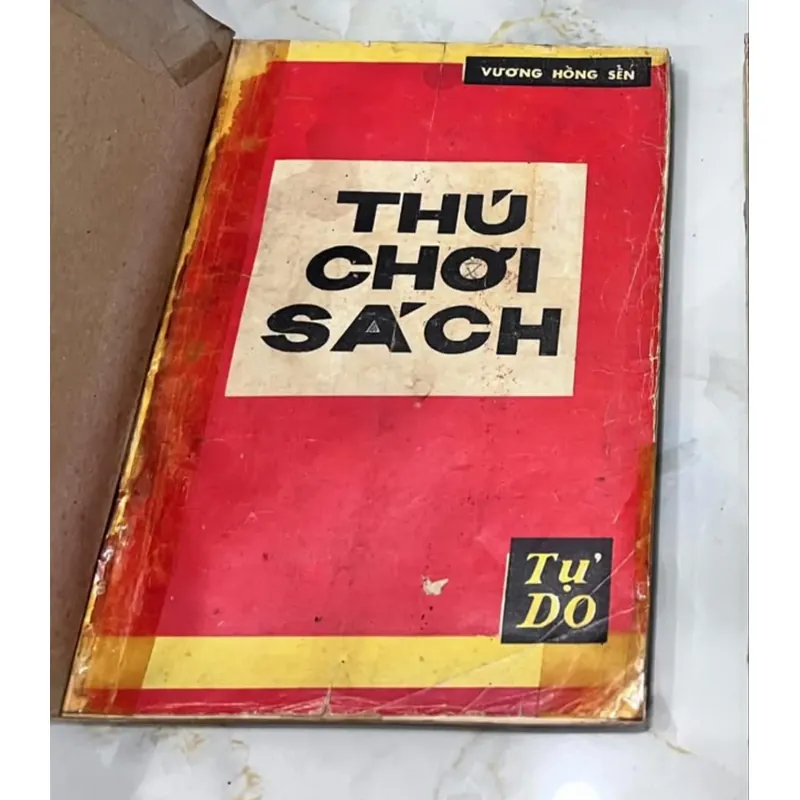 VƯƠNG HỒNG SỂN
THÚ
CHƠI
SÁCH
TỰ
DO